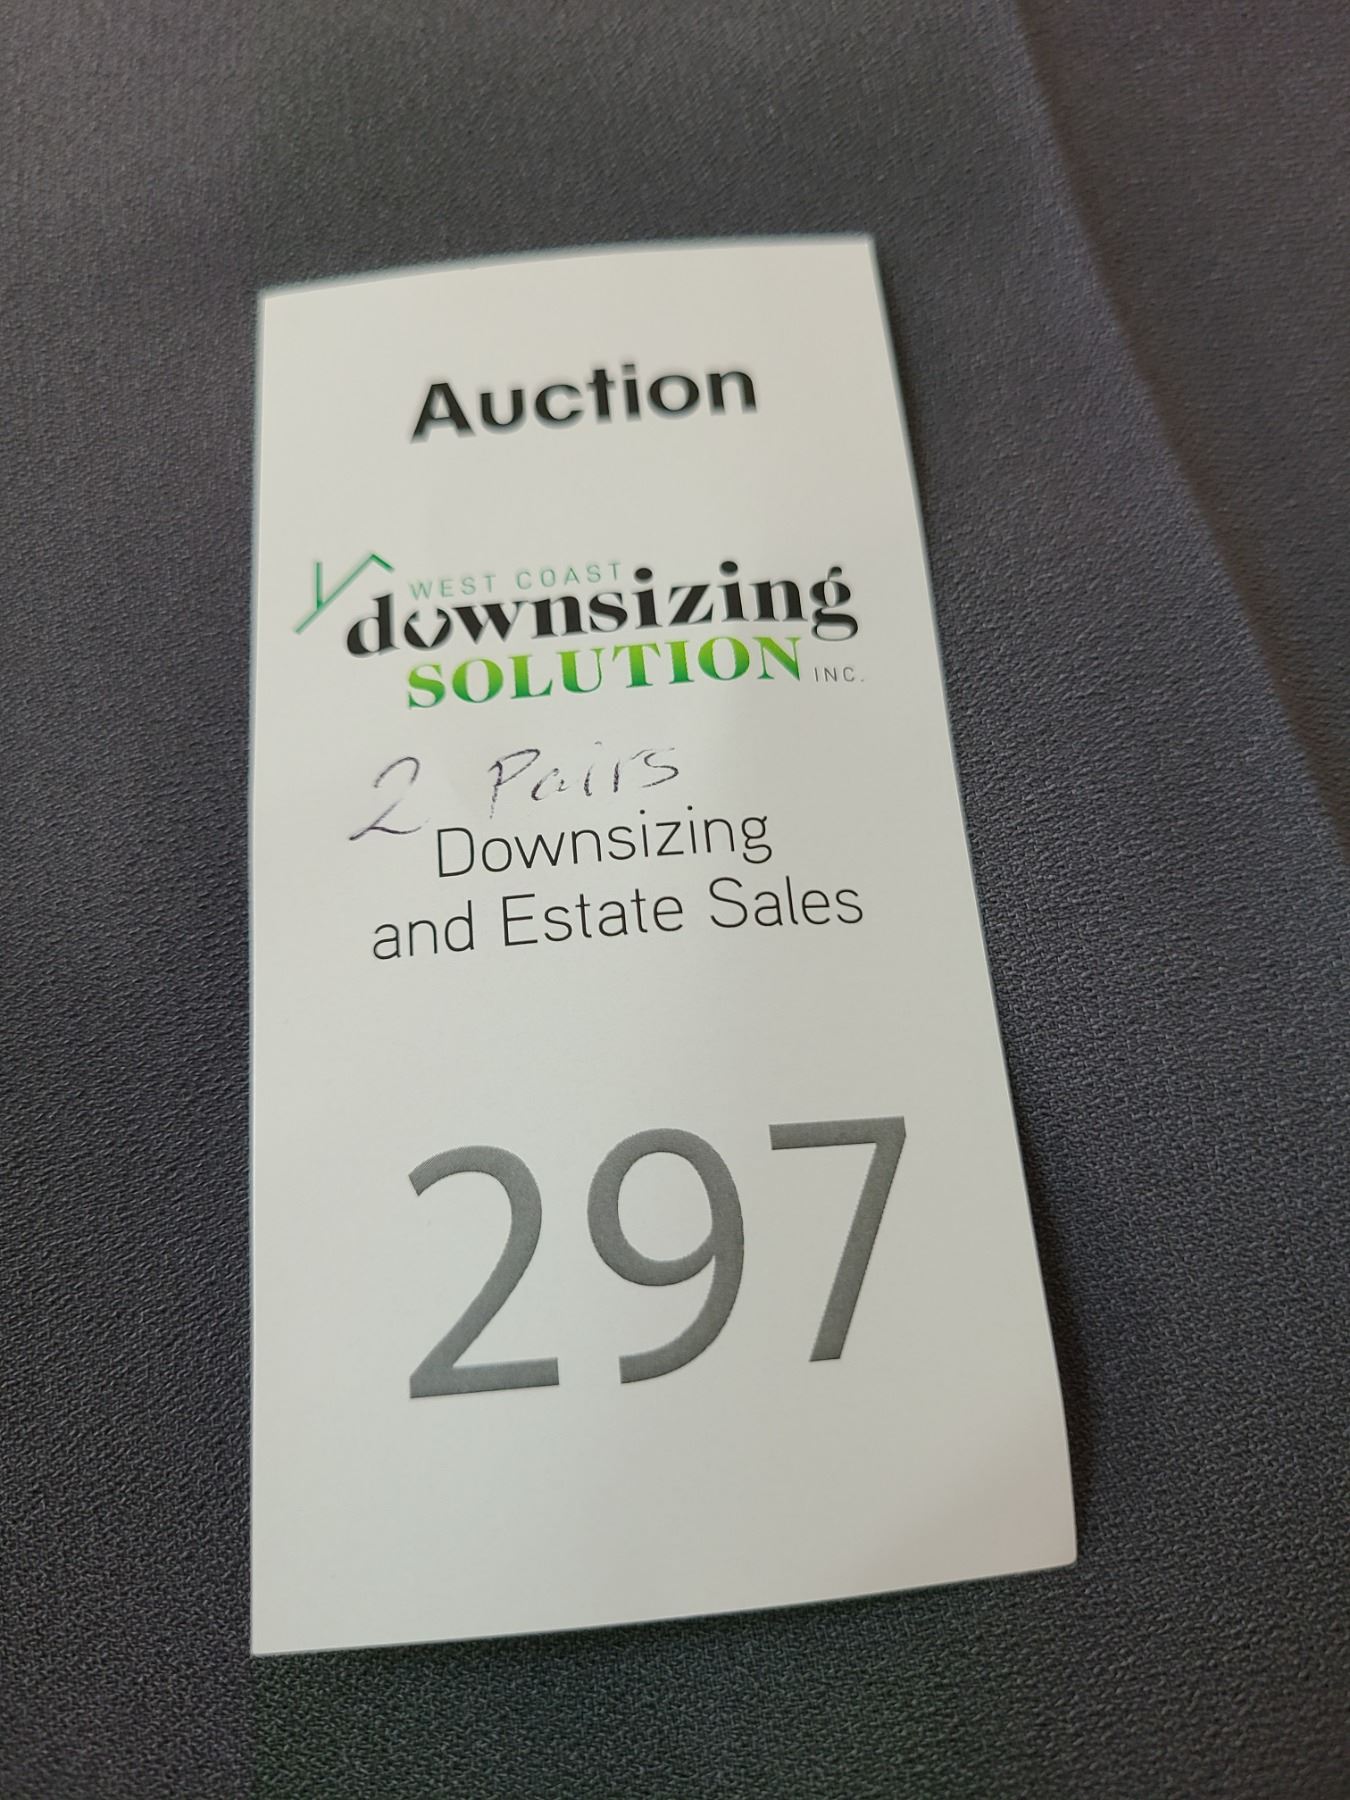 Auction
WEST COAST
downsizing
SOLUTION INC.
2 Pairs
Downsizing
and Estate Sales
297